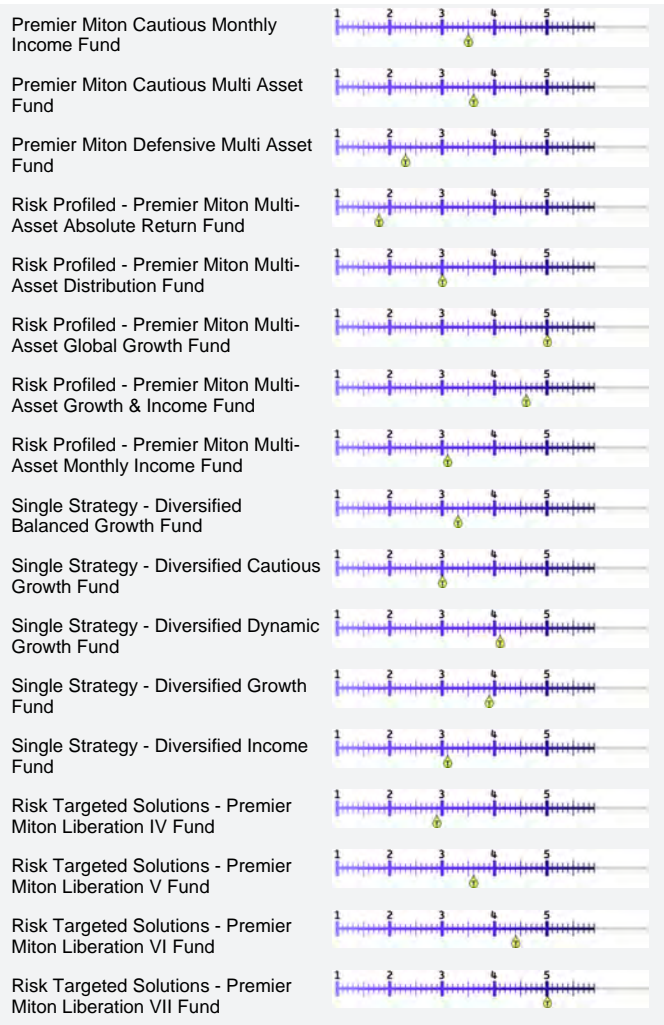 Premier Miton Cautious Monthly
Income Fund
1 2 3 4 5
T
Premier Miton Cautious Multi Asset
Fund
1 2 3 4 5
T
Premier Miton Defensive Multi Asset
Fund
1 2 3 4 5
T
Risk Profiled - Premier Miton Multi-
Asset Absolute Return Fund
1 2 3 4 5
T
Risk Profiled - Premier Miton Multi-
Asset Distribution Fund
1 2 3 4 5
T
Risk Profiled - Premier Miton Multi-
Asset Global Growth Fund
1 2 3 4 5
T
Risk Profiled - Premier Miton Multi-
Asset Growth & Income Fund
1 2 3 4 5
T
Risk Profiled - Premier Miton Multi-
Asset Monthly Income Fund
1 2 3 4 5
T
Single Strategy - Diversified
Balanced Growth Fund
1 2 3 4 5
T
Single Strategy - Diversified Cautious
Growth Fund
1 2 3 4 5
T
Single Strategy - Diversified Dynamic
Growth Fund
1 2 3 4 5
T
Single Strategy - Diversified Growth
Fund
1 2 3 4 5
T
Single Strategy - Diversified Income
Fund
1 2 3 4 5
T
Risk Targeted Solutions - Premier
Miton Liberation IV Fund
1 2 3 4 5
T
Risk Targeted Solutions - Premier
Miton Liberation V Fund
1 2 3 4 5
T
Risk Targeted Solutions - Premier
Miton Liberation VI Fund
1 2 3 4 5
T
Risk Targeted Solutions - Premier
Miton Liberation VII Fund
1 2 3 4 5
T